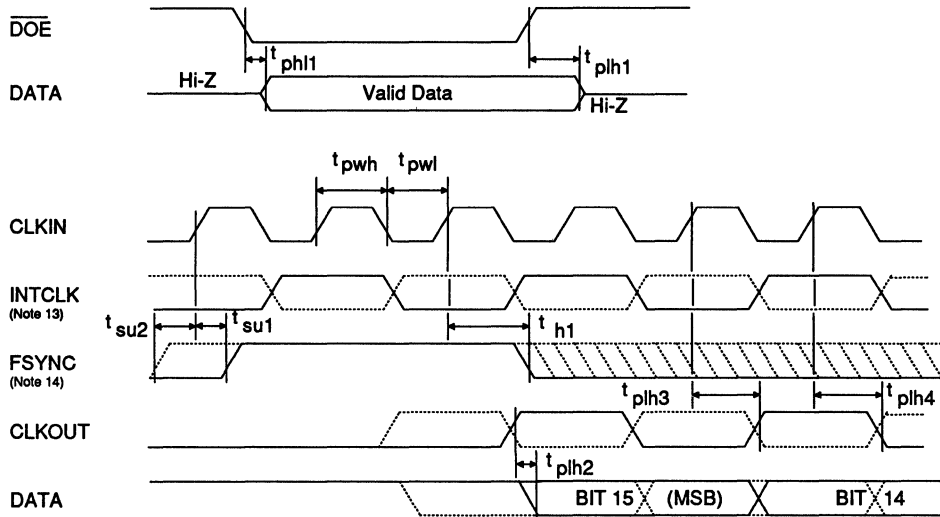 DOE
t phl1
t plh1
Hi-Z
DATA
Valid Data
Hi-Z
t pwh
t pwl
CLKIN
INTCLK
(Note 13)
t su2
t su1
t h1
FSYNC
(Note 14)
t plh3
t plh4
CLKOUT
t plh2
DATA
BIT 15
(MSB)
BIT 14